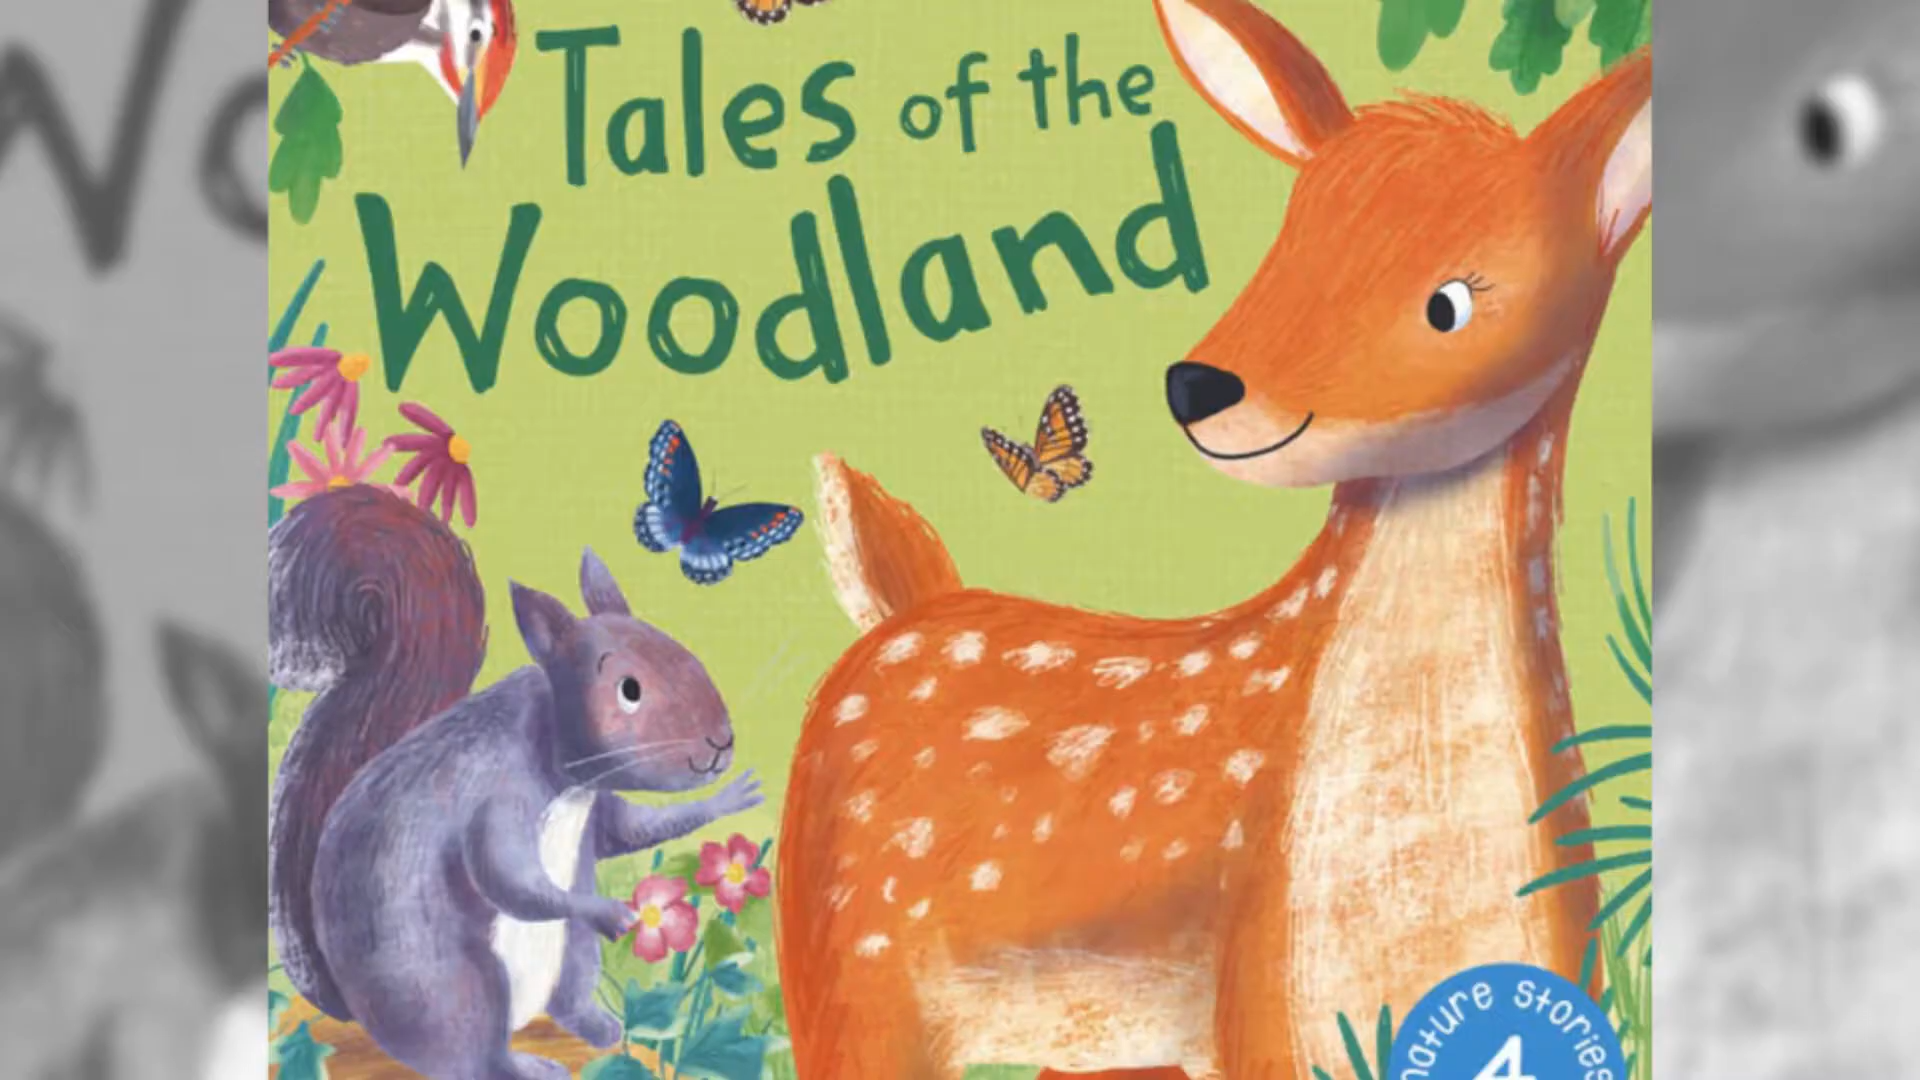 Tales of the
Woodland
nature stories
4